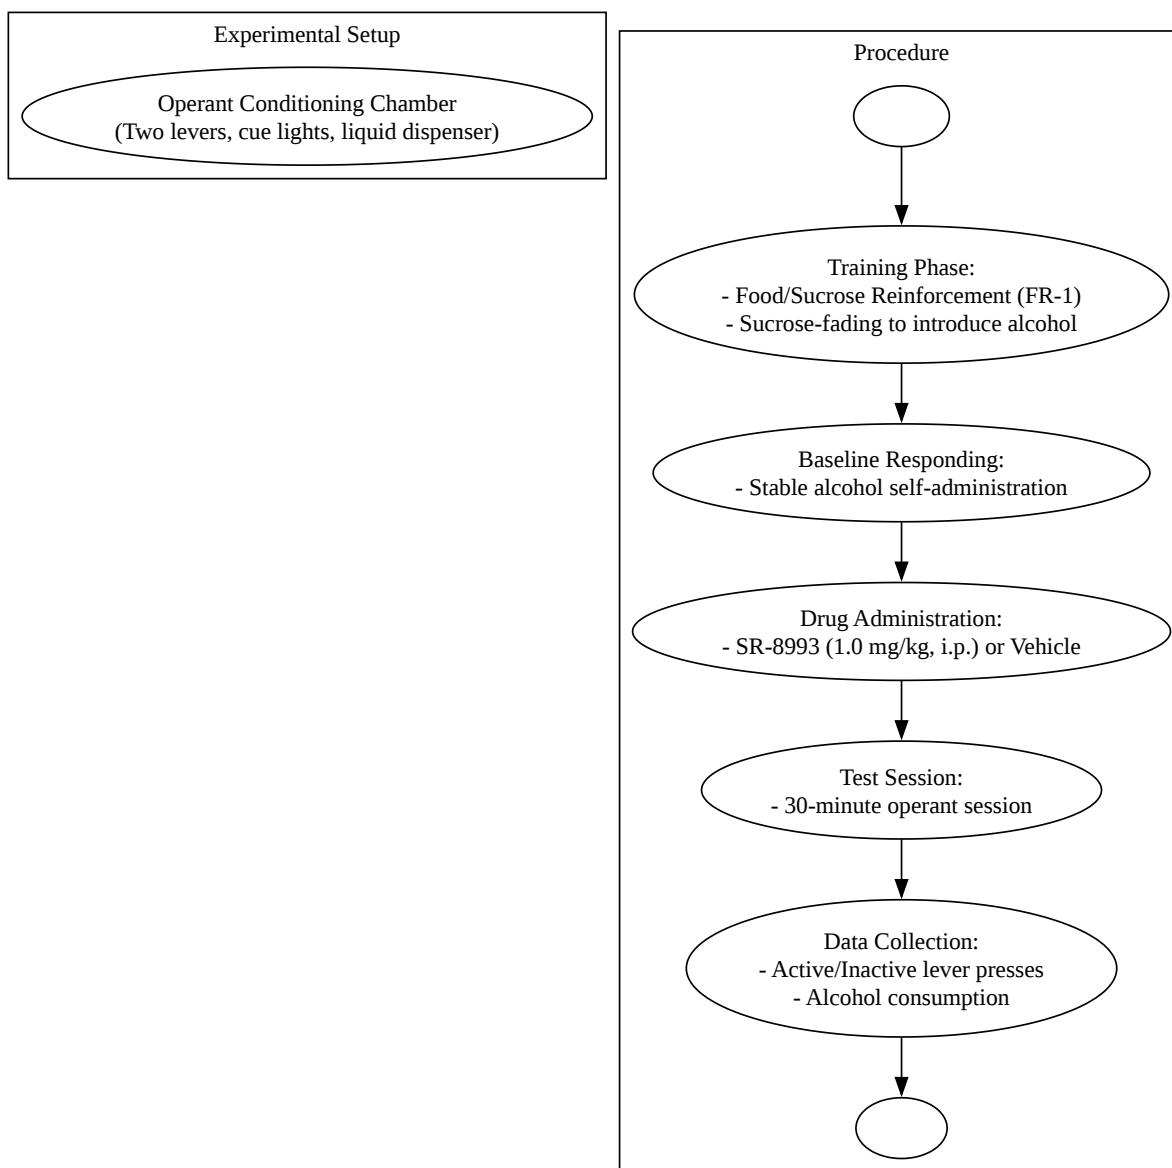 Experimental Setup
Operant Conditioning Chamber
(Two levers, cue lights, liquid dispenser)
Procedure
Training Phase:
- Food/Sucrose Reinforcement (FR-1)
- Sucrose-fading to introduce alcohol
Baseline Responding:
- Stable alcohol self-administration
Drug Administration:
- SR-8993 (1.0 mg/kg, i.p.) or Vehicle
Test Session:
- 30-minute operant session
Data Collection:
- Active/Inactive lever presses
- Alcohol consumption